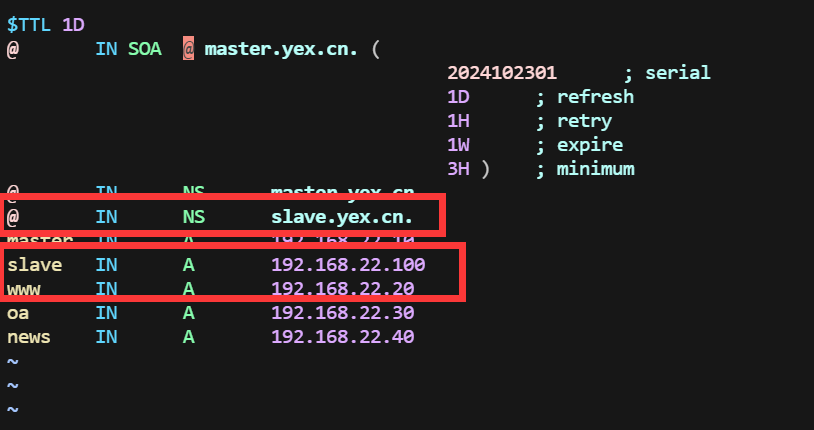 $TTL 1D
@ IN SOA @ master.yex.cn. (
2024102301 ; serial
1D ; refresh
1H ; retry
1W ; expire
3H ) ; minimum
@ IN NS master.yex.cn.
@ IN NS slave.yex.cn.
master IN A 192.168.22.10
slave IN A 192.168.22.100
www IN A 192.168.22.20
oa IN A 192.168.22.30
news IN A 192.168.22.40
~
~
~